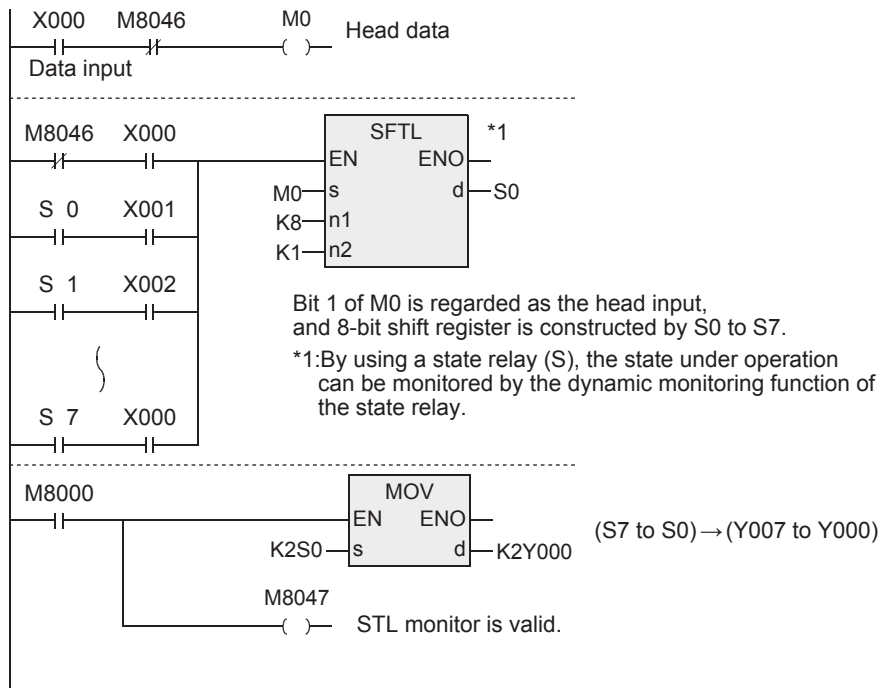 X000 M8046 M0
Head data
Data input
M8046 X000 SFTL *1
EN ENO
M0 s d S0
S 0 X001
K8 n1
K1 n2
S 1 X002
Bit 1 of M0 is regarded as the head input,
and 8-bit shift register is constructed by S0 to S7.
*1:By using a state relay (S), the state under operation
can be monitored by the dynamic monitoring function of
the state relay.
S 7 X000
M8000 MOV
EN ENO
(S7 to S0)→(Y007 to Y000)
K2S0 s d K2Y000
M8047
STL monitor is valid.